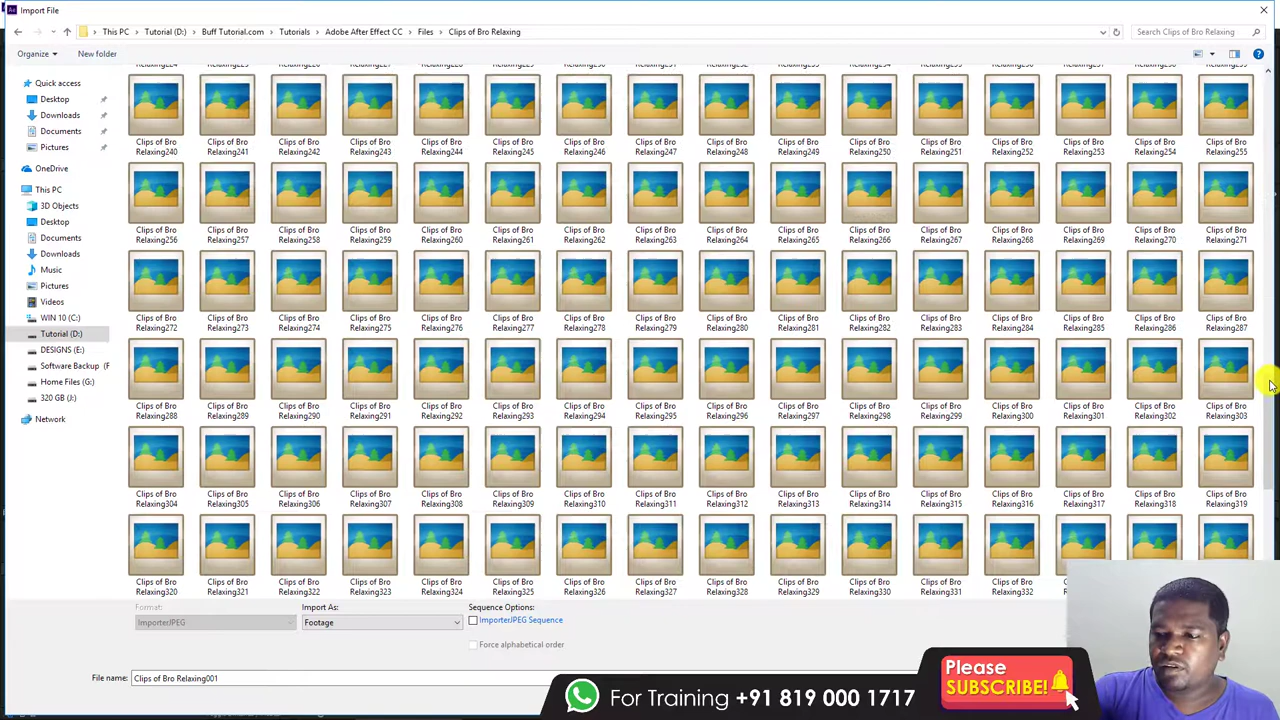 Import File
This PC > Tutorial (D:) > Buff Tutorial.com > Tutorials > Adobe After Effect CC > Files > Clips of Bro Relaxing
Search Clips of Bro Relaxing
Organize
New folder
Quick access
Desktop
Downloads
Documents
Pictures
OneDrive
This PC
3D Objects
Desktop
Documents
Downloads
Music
Pictures
Videos
WIN 10 (C:)
Tutorial (D:)
DESIGNS (E:)
Software Backup (F
Home Files (G:)
320 GB (J:)
Network
Clips of Bro Clips of Bro Clips of Bro Clips of Bro Clips of Bro Clips of Bro Clips of Bro Clips of Bro Clips of Bro Clips of Bro Clips of Bro Clips of Bro Clips of Bro Clips of Bro Clips of Bro Clips of Bro
Relaxing240 Relaxing241 Relaxing242 Relaxing243 Relaxing244 Relaxing245 Relaxing246 Relaxing247 Relaxing248 Relaxing249 Relaxing250 Relaxing251 Relaxing252 Relaxing253 Relaxing254 Relaxing255
Clips of Bro Clips of Bro Clips of Bro Clips of Bro Clips of Bro Clips of Bro Clips of Bro Clips of Bro Clips of Bro Clips of Bro Clips of Bro Clips of Bro Clips of Bro Clips of Bro Clips of Bro Clips of Bro
Relaxing256 Relaxing257 Relaxing258 Relaxing259 Relaxing260 Relaxing261 Relaxing262 Relaxing263 Relaxing264 Relaxing265 Relaxing266 Relaxing267 Relaxing268 Relaxing269 Relaxing270 Relaxing271
Clips of Bro Clips of Bro Clips of Bro Clips of Bro Clips of Bro Clips of Bro Clips of Bro Clips of Bro Clips of Bro Clips of Bro Clips of Bro Clips of Bro Clips of Bro Clips of Bro Clips of Bro Clips of Bro
Relaxing272 Relaxing273 Relaxing274 Relaxing275 Relaxing276 Relaxing277 Relaxing278 Relaxing279 Relaxing280 Relaxing281 Relaxing282 Relaxing283 Relaxing284 Relaxing285 Relaxing286 Relaxing287
Clips of Bro Clips of Bro Clips of Bro Clips of Bro Clips of Bro Clips of Bro Clips of Bro Clips of Bro Clips of Bro Clips of Bro Clips of Bro Clips of Bro Clips of Bro Clips of Bro Clips of Bro Clips of Bro
Relaxing288 Relaxing289 Relaxing290 Relaxing291 Relaxing292 Relaxing293 Relaxing294 Relaxing295 Relaxing296 Relaxing297 Relaxing298 Relaxing299 Relaxing300 Relaxing301 Relaxing302 Relaxing303
Clips of Bro Clips of Bro Clips of Bro Clips of Bro Clips of Bro Clips of Bro Clips of Bro Clips of Bro Clips of Bro Clips of Bro Clips of Bro Clips of Bro Clips of Bro Clips of Bro Clips of Bro Clips of Bro
Relaxing304 Relaxing305 Relaxing306 Relaxing307 Relaxing308 Relaxing309 Relaxing310 Relaxing311 Relaxing312 Relaxing313 Relaxing314 Relaxing315 Relaxing316 Relaxing317 Relaxing318 Relaxing319
Clips of Bro Clips of Bro Clips of Bro Clips of Bro Clips of Bro Clips of Bro Clips of Bro Clips of Bro Clips of Bro Clips of Bro Clips of Bro Clips of Bro Clips of Bro
Relaxing320 Relaxing321 Relaxing322 Relaxing323 Relaxing324 Relaxing325 Relaxing326 Relaxing327 Relaxing328 Relaxing329 Relaxing330 Relaxing331 Relaxing332
Format:
ImporterJPEG
Import As:
Footage
Sequence Options:
ImporterJPEG Sequence
Force alphabetical order
File name:
Clips of Bro Relaxing001
For Training +91 819 000 1717
Please
SUBSCRIBE!